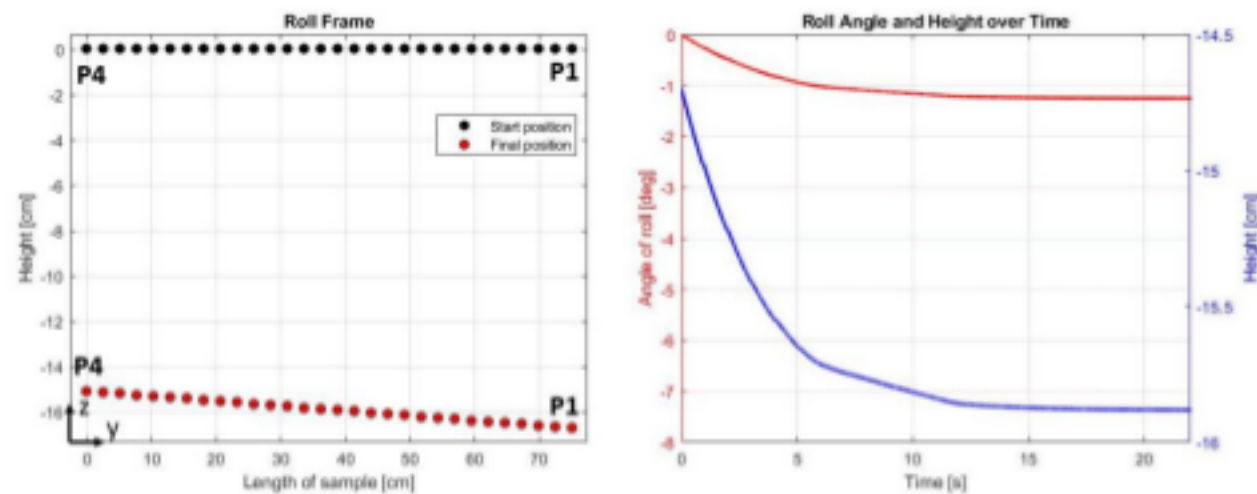 Roll Frame
0
-2
-4
-6
-8
-10
-12
-14
-16
P4
P1
Start position
Final position
P4
P1
z
y
0
10
20
30
40
50
60
70
Height [cm]
Length of sample [cm]
Roll Angle and Height over Time
0
-1
-2
-3
-4
-5
-6
-7
-8
Angle of roll [deg]
-14.5
-15
-15.5
-16
Height [cm]
0
5
10
15
20
Time [s]